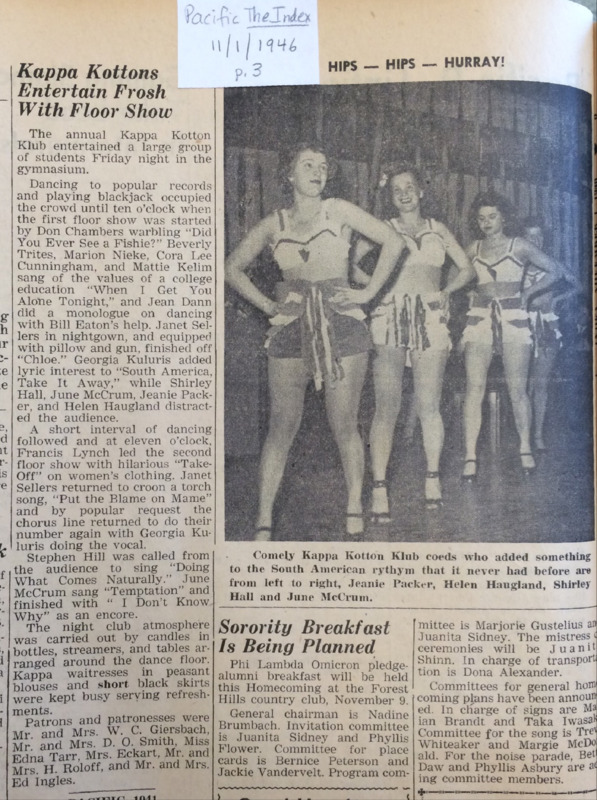 Pacific The Index
11/1/1946
p. 3
Kappa Kottons
Entertain Frosh
With Floor Show
The annual Kappa Kotton
Klub entertained a large group
of students Friday night in the
gymnasium.
Dancing to popular records
and playing blackjack occupied
the crowd until ten o'clock when
the first floor show was started
by Don Chambers warbling "Did
You Ever See a Fishie?" Beverly
Trites, Marion Nieke, Cora Lee
Cunningham, and Mattie Kelim
sang of the values of a college
education "When I Get You
Alone Tonight," and Jean Dann
did a monologue on dancing
with Bill Eaton's help. Janet Sel-
lers in nightgown, and equipped
with pillow and gun, finished off
"Chloe." Georgia Kuluris added
lyric interest to "South America,
Take It Away," while Shirley
Hall, June McCrum, Jeanie Pack-
er, and Helen Haugland distract-
ed the audience.
A short interval of dancing
followed and at eleven o'clock,
Francis Lynch led the second
floor show with hilarious "Take-
Off" on women's clothing. Janet
Sellers returned to croon a torch
song, "Put the Blame on Mame"
and by popular request the
chorus line returned to do their
number again with Georgia Ku-
luris doing the vocal.
Stephen Hill was called from
the audience to sing "Doing
What Comes Naturally." June
McCrum sang "Temptation" and
finished with " I Don't Know
Why" as an encore.
The night club atmosphere
was carried out by candles in
bottles, streamers, and tables ar-
ranged around the dance floor.
Kappa waitresses in peasant
blouses and short black skirts
were kept busy serving refresh-
ments.
Patrons and patronesses were
Mr. and Mrs. W. C. Giersbach,
Mr. and Mrs. D. O. Smith, Miss
Edna Tarr, Mrs. Eckart, Mr. and
Mrs. H. Roloff, and Mr. and Mrs.
Ed Ingles.
HIPS — HIPS — HURRAY!
Comely Kappa Kotton Klub coeds who added something
to the South American rythym that it never had before are
from left to right, Jeanie Packer, Helen Haugland, Shirley
Hall and June McCrum.
Sorority Breakfast
Is Being Planned
Phi Lambda Omicron pledge-
alumni breakfast will be held
this Homecoming at the Forest
Hills country club, November 9.
General chairman is Nadine
Brumbach. Invitation committee
is Juanita Sidney and Phyllis
Flower. Committee for place
cards is Bernice Peterson and
Jackie Vandervelt. Program com-
mittee is Marjorie Gustelius an
Juanita Sidney. The mistress
ceremonies will be Juanit
Shinn. In charge of transport
tion is Dona Alexander.
Committees for general hom
coming plans have been announ
ed. In charge of signs are Ma
ian Brandt and Taka Iwasak
Committee for the song is Trev
Whiteaker and Margie McDo
ald. For the noise parade, Bet
Daw and Phyllis Asbury are ac
ing committee members.